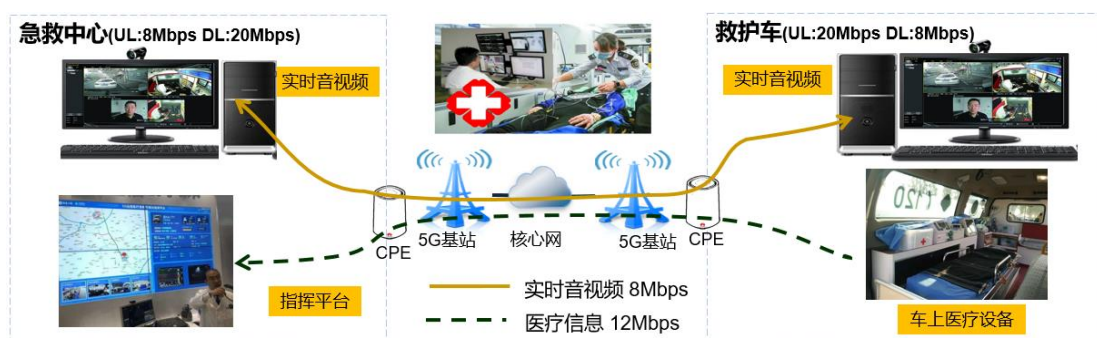 急救中心(UL:8Mbps DL:20Mbps)
救护车(UL:20Mbps DL:8Mbps)
实时音视频
实时音视频
CPE
5G基站
核心网
5G基站
CPE
指挥平台
实时音视频 8Mbps
医疗信息 12Mbps
车上医疗设备
120